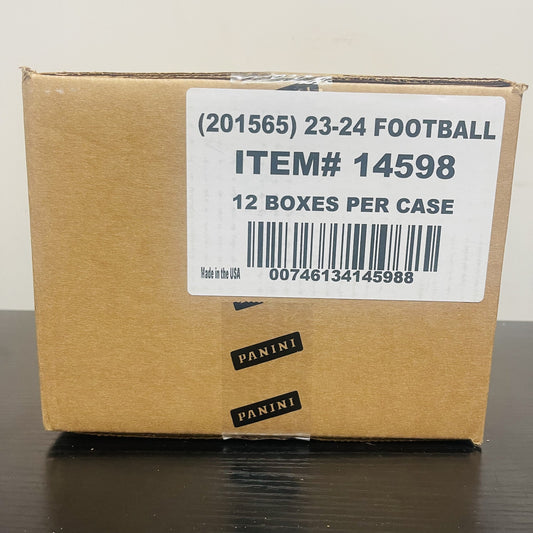 (201565) 23-24 FOOTBALL
ITEM# 14598
12 BOXES PER CASE
Made in the USA
00746134145988
PANINI
PANINI